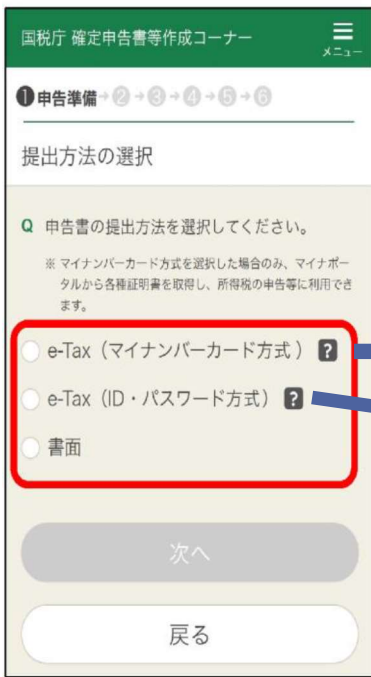 国税庁 確定申告書等作成コーナー
メニュー
1申告準備→2→3→4→5→6
提出方法の選択
Q 申告書の提出方法を選択してください。
※ マイナンバーカード方式を選択した場合のみ、マイナポー
タルから各種証明書を取得し、所得税の申告等に利用でき
ます。
e-Tax（マイナンバーカード方式）?
e-Tax（ID・パスワード方式）?
書面
次へ
戻る